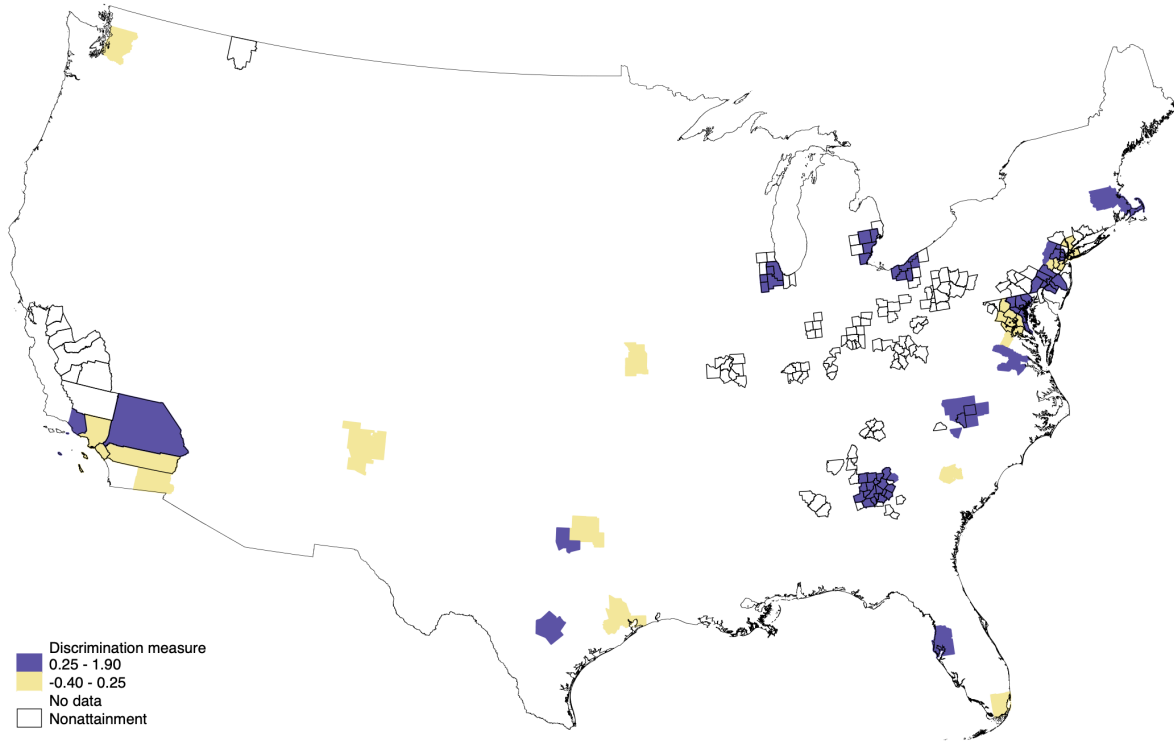 Discrimination measure
0.25 - 1.90
-0.40 - 0.25
No data
Nonattainment